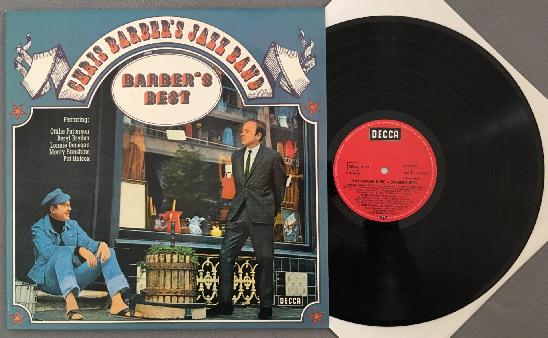 CHRIS BARBER'S JAZZ BAND
BARBER'S
BEST
Featuring:
Ottilie Patterson
Beryl Bryden
Lonnie Donegan
Monty Sunshine
Pat Halcox
DECCA
DECCA